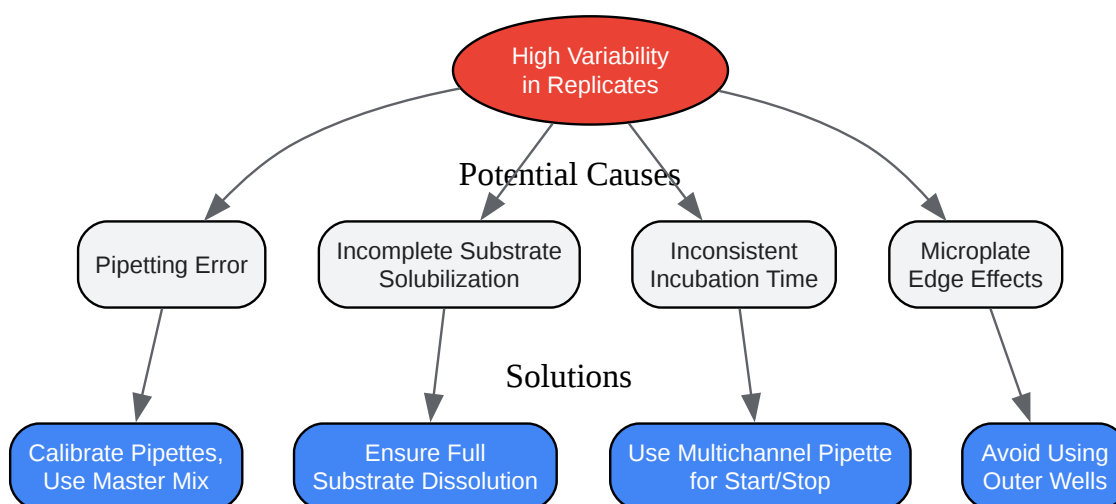 High Variability
in Replicates
Potential Causes
Pipetting Error
Incomplete Substrate
Solubilization
Inconsistent
Incubation Time
Microplate
Edge Effects
Solutions
Calibrate Pipettes,
Use Master Mix
Ensure Full
Substrate Dissolution
Use Multichannel Pipette
for Start/Stop
Avoid Using
Outer Wells